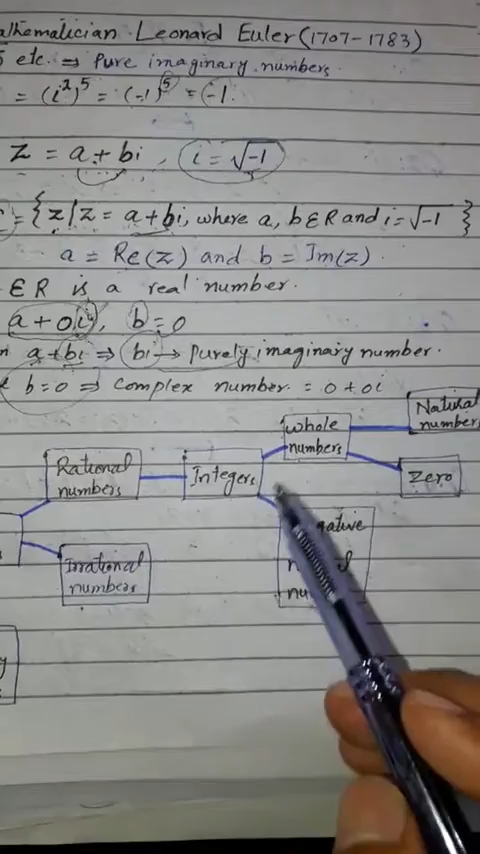 Mathematician Leonard Euler (1707-1783)
5 etc. ⇒ Pure imaginary numbers.
= (i²)⁵ = (-1)⁵ = -1.
Z = a + bi , i = √-1
= {z/z = a + bi, where a, b ∈ R and i = √-1 }
a = Re(z) and b = Im(z).
∈ R is a real number.
a + 0i , b = 0
a + bi ⇒ bi → Purely imaginary number.
b = 0 ⇒ Complex number = 0 + 0i
Natural numbers
Whole numbers
Rational numbers
Integers
Zero
Irrational numbers